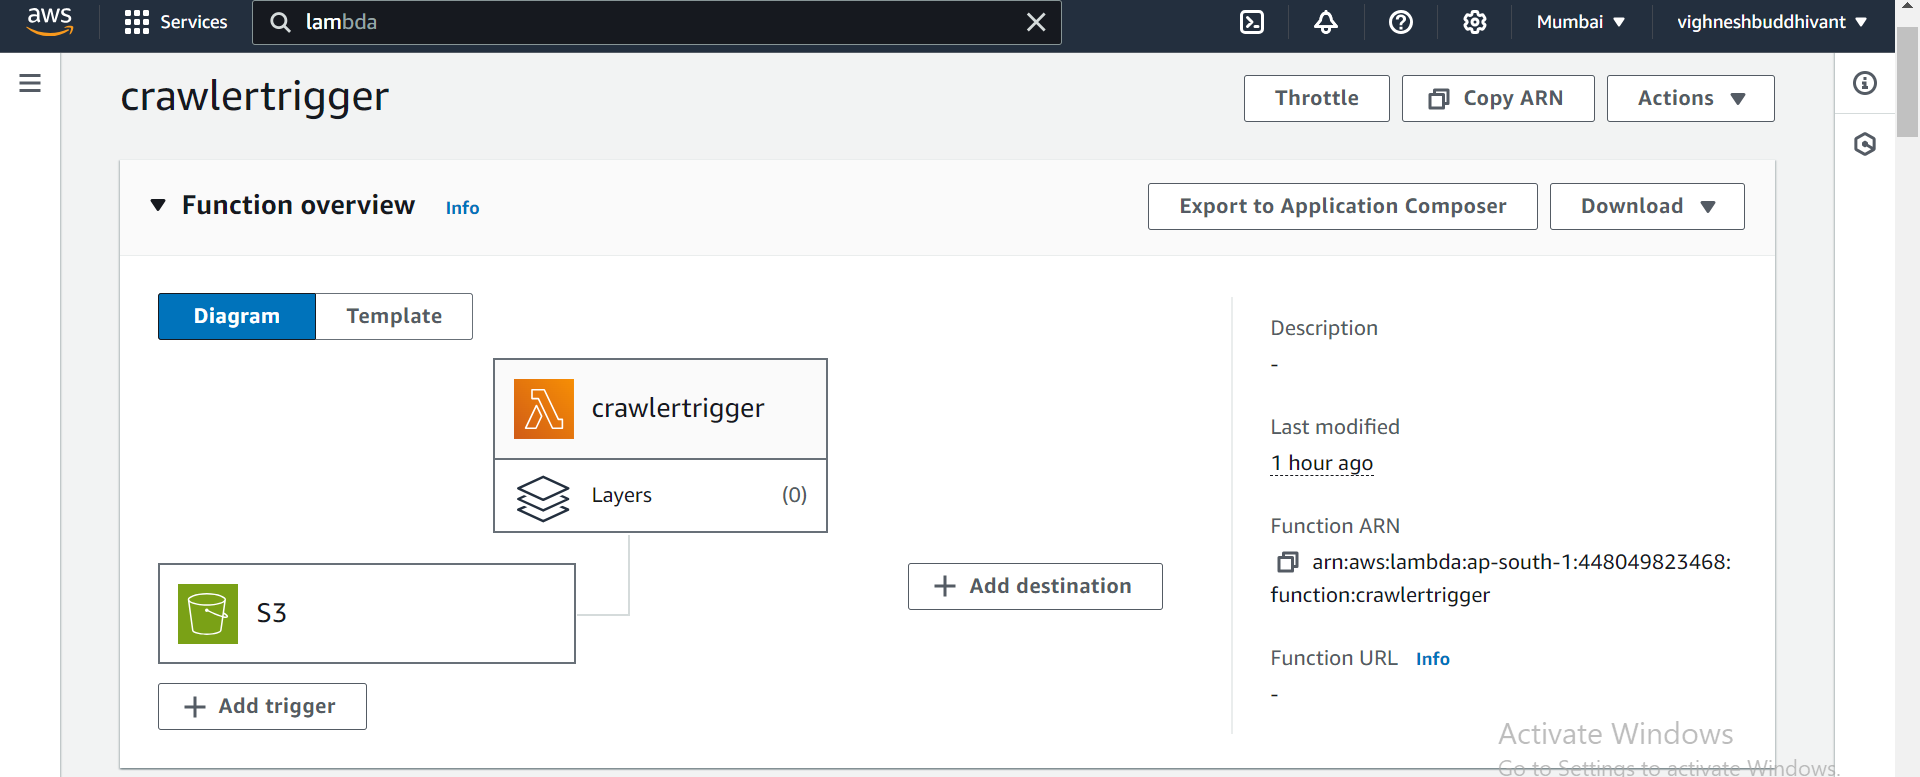 aws Services lambda Mumbai vighneshbuddhivant
crawlertrigger Throttle Copy ARN Actions
Function overview Info Export to Application Composer Download
Diagram Template
crawlertrigger
Layers (0)
S3
Add trigger
Add destination
Description
-
Last modified
1 hour ago
Function ARN
arn:aws:lambda:ap-south-1:448049823468:
function:crawlertrigger
Function URL Info
-
Activate Windows
Go to Settings to activate Windows.